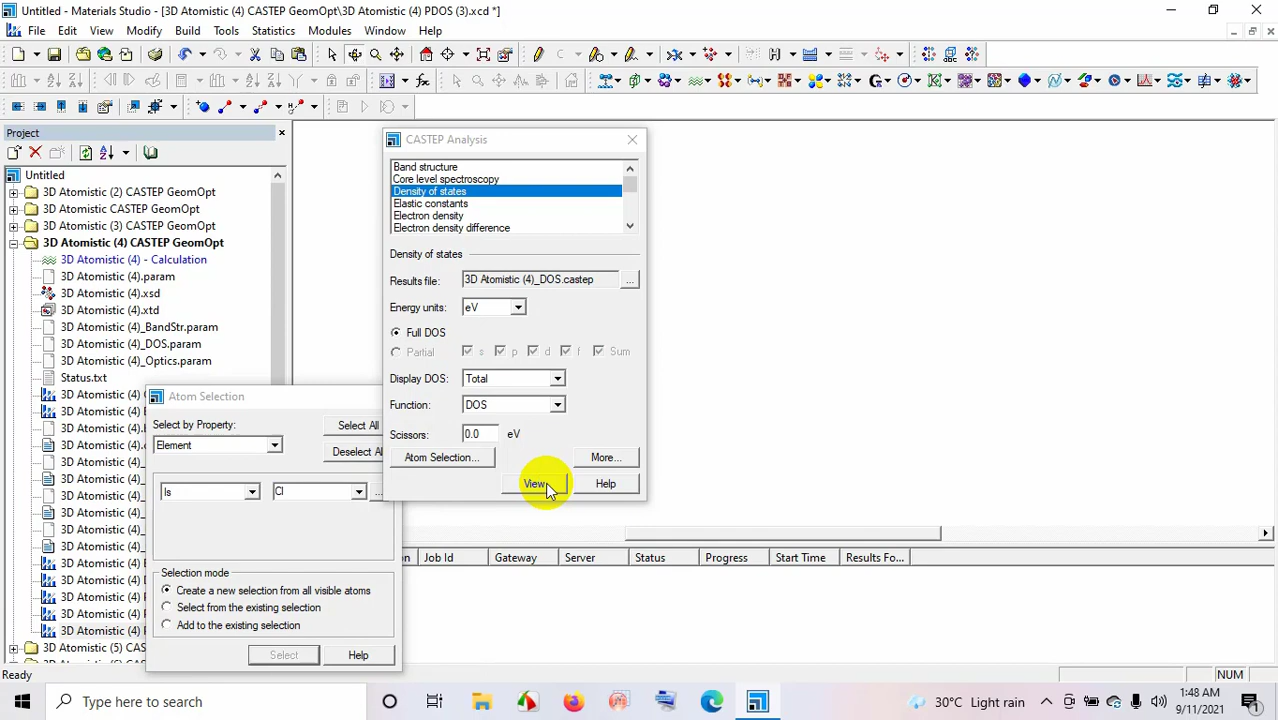 Untitled - Materials Studio - [3D Atomistic (4) CASTEP GeomOpt\3D Atomistic (4) PDOS (3).xcd *]
File Edit View Modify Build Tools Statistics Modules Window Help
Project
Untitled
3D Atomistic (2) CASTEP GeomOpt
3D Atomistic CASTEP GeomOpt
3D Atomistic (3) CASTEP GeomOpt
3D Atomistic (4) CASTEP GeomOpt
3D Atomistic (4) - Calculation
3D Atomistic (4).param
3D Atomistic (4).xsd
3D Atomistic (4).xtd
3D Atomistic (4)_BandStr.param
3D Atomistic (4)_DOS.param
3D Atomistic (4)_Optics.param
Status.txt
3D Atomistic (5) CASTEP GeomOpt
CASTEP Analysis
Band structure
Core level spectroscopy
Density of states
Elastic constants
Electron density
Electron density difference
Density of states
Results file: 3D Atomistic (4)_DOS.castep ...
Energy units: eV
Full DOS
Partial s p d f Sum
Display DOS: Total
Function: DOS
Scissors: 0.0 eV
Atom Selection... More...
View Help
Atom Selection
Select by Property: Select All
Element Deselect Al
Is Cl ...
Selection mode
Create a new selection from all visible atoms
Select from the existing selection
Add to the existing selection
Select Help
Job Id Gateway Server Status Progress Start Time Results Fo...
Ready NUM
Type here to search
30°C Light rain
1:48 AM
9/11/2021